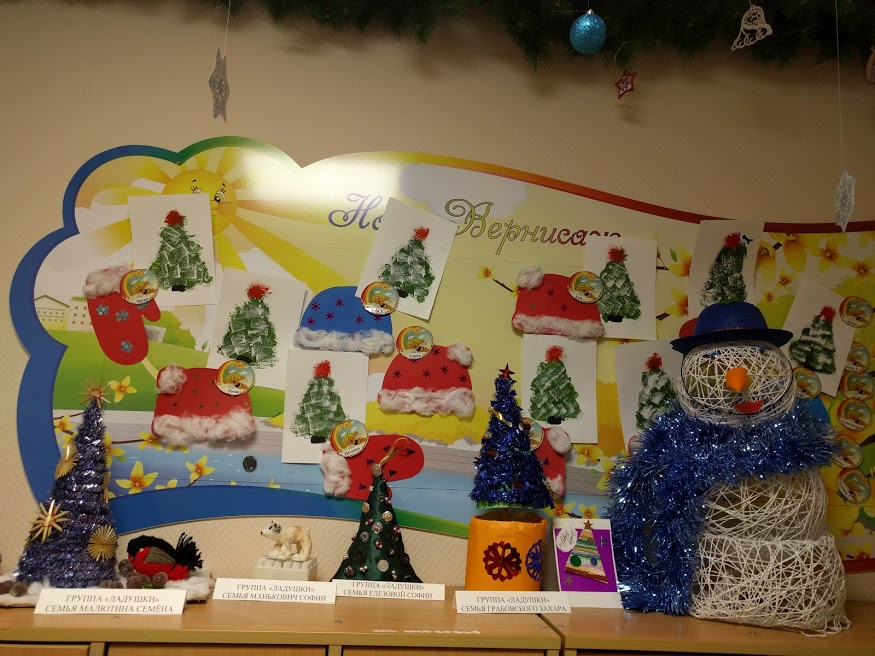 Вернисаж
ГРУППА «ЛАДУШКИ»
СЕМЬЯ МАЛЮТИНА СЕМЁНА
ГРУППА «ЛАДУШКИ»
СЕМЬЯ МАНЬКОВИЧ СОФИИ
ГРУППА «ЛАДУШКИ»
СЕМЬЯ ЕЛЕЗОВОЙ СОФИИ
ГРУППА «ЛАДУШКИ»
СЕМЬЯ ГРАБОВСКОГО ЗАХАРА